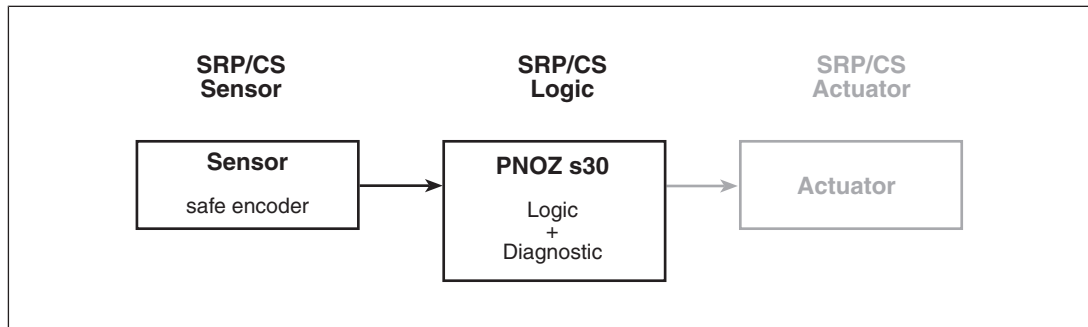 SRP/CS
Sensor
SRP/CS
Logic
SRP/CS
Actuator
Sensor
safe encoder
PNOZ s30
Logic
+
Diagnostic
Actuator